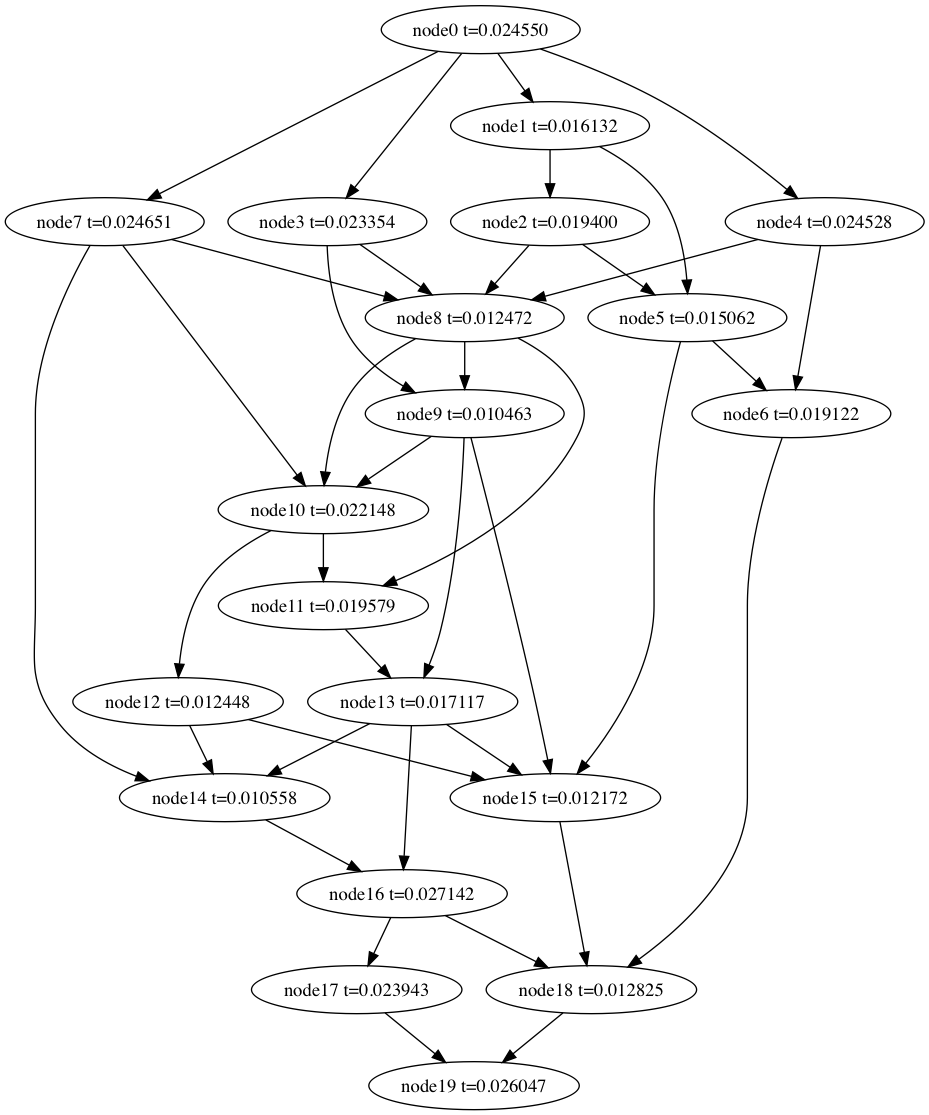 node0 t=0.024550
node1 t=0.016132
node7 t=0.024651
node3 t=0.023354
node2 t=0.019400
node4 t=0.024528
node8 t=0.012472
node5 t=0.015062
node9 t=0.010463
node6 t=0.019122
node10 t=0.022148
node11 t=0.019579
node12 t=0.012448
node13 t=0.017117
node14 t=0.010558
node15 t=0.012172
node16 t=0.027142
node17 t=0.023943
node18 t=0.012825
node19 t=0.026047